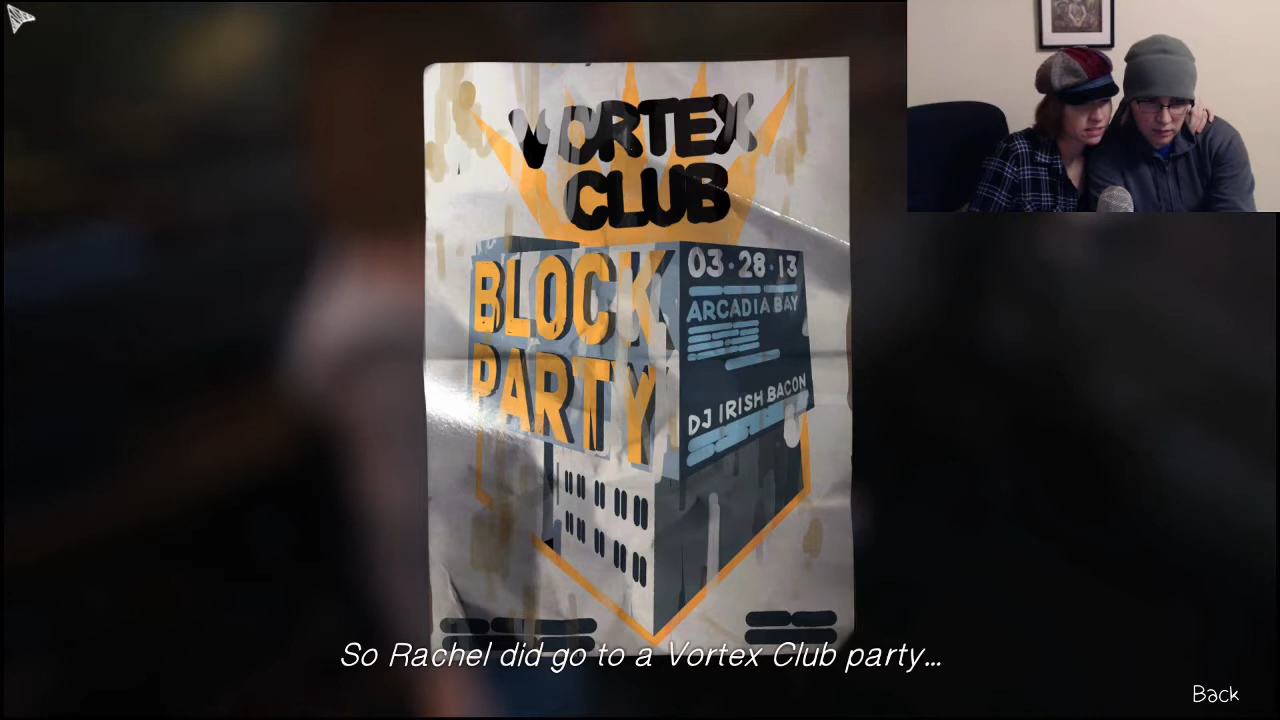 VORTEX
CLUB
BLOCK
PARTY
03·28·13
ARCADIA BAY
DJ IRISH BACON
So Rachel did go to a Vortex Club party...
Back